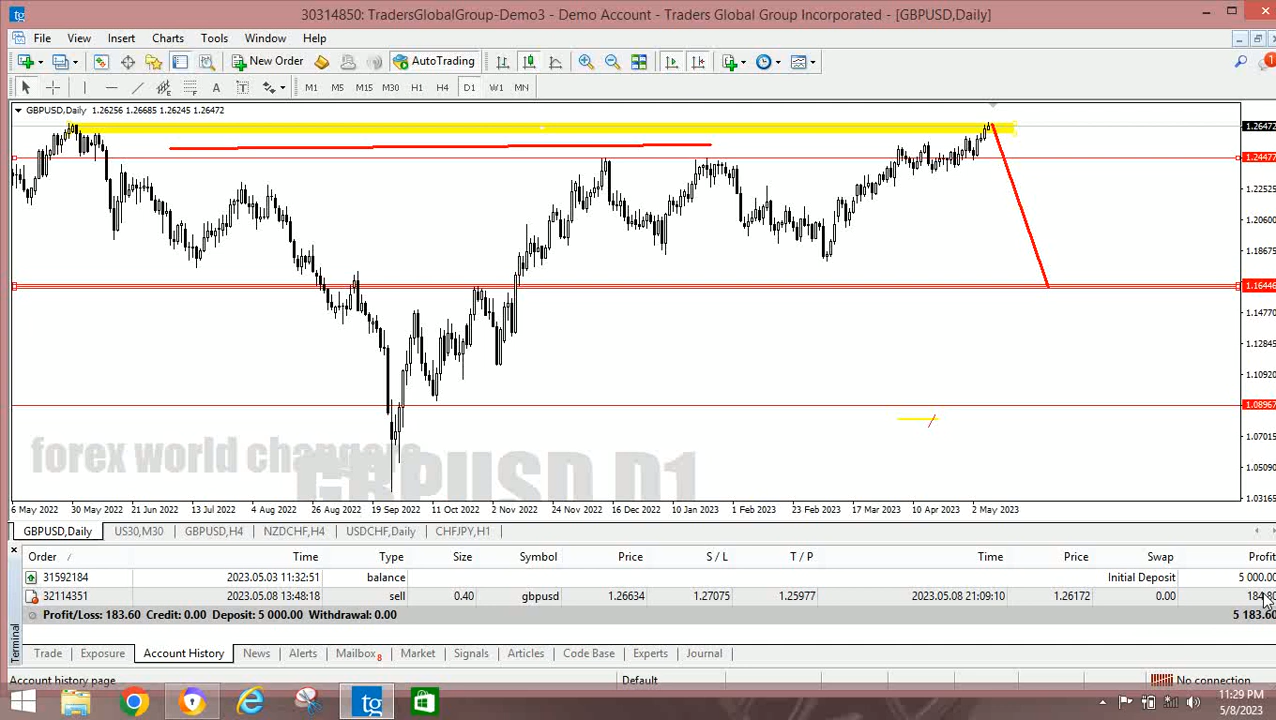 30314850: TradersGlobalGroup-Demo3 - Demo Account - Traders Global Group Incorporated - [GBPUSD,Daily]
File View Insert Charts Tools Window Help
New Order AutoTrading 1
A T M1 M5 M15 M30 H1 H4 D1 W1 MN
GBPUSD,Daily 1.26256 1.26685 1.26245 1.26472
1.26472
1.24477
1.22525
1.20600
1.18675
1.16446
1.14770
1.12845
1.10920
1.08967
1.07015
1.05090
1.03165
forex world changers
GBPUSD D1
6 May 2022 30 May 2022 21 Jun 2022 13 Jul 2022 4 Aug 2022 26 Aug 2022 19 Sep 2022 11 Oct 2022 2 Nov 2022 24 Nov 2022 16 Dec 2022 10 Jan 2023 1 Feb 2023 23 Feb 2023 17 Mar 2023 10 Apr 2023 2 May 2023
GBPUSD,Daily US30,M30 GBPUSD,H4 NZDCHF,H4 USDCHF,Daily CHFJPY,H1
Order Time Type Size Symbol Price S / L T / P Time Price Swap Profit
31592184 2023.05.03 11:32:51 balance Initial Deposit 5 000.00
32114351 2023.05.08 13:48:18 sell 0.40 gbpusd 1.26634 1.27075 1.25977 2023.05.08 21:09:10 1.26172 0.00
Profit/Loss: 183.60 Credit: 0.00 Deposit: 5 000.00 Withdrawal: 0.00 5 183.60
Terminal
Trade Exposure Account History News Alerts Mailbox 8 Market Signals Articles Code Base Experts Journal
Account history page Default No connection
tg
11:29 PM
5/8/2023